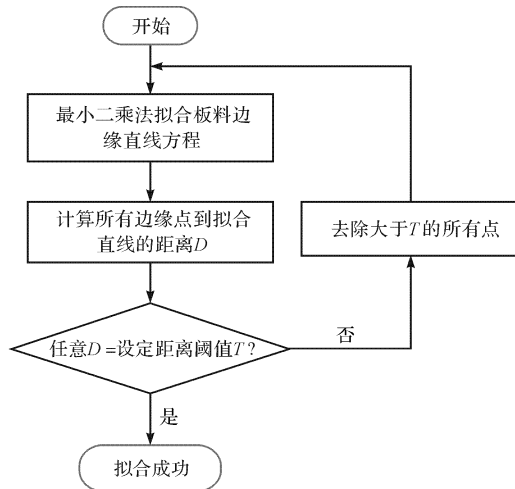 开始
最小二乘法拟合板料边
缘直线方程
计算所有边缘点到拟合
直线的距离D
去除大于T的所有点
任意D=设定距离阈值T?
否
是
拟合成功